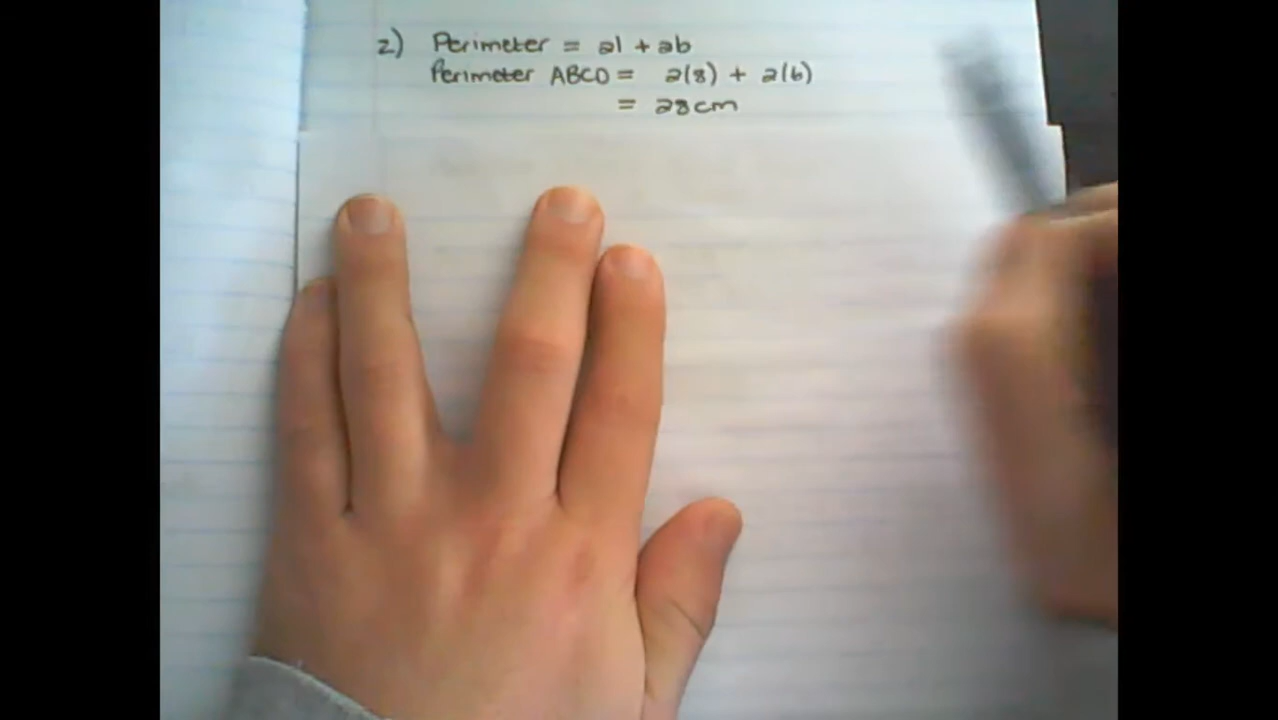 2) Perimeter = 2l + 2b
Perimeter ABCD = 2(8) + 2(6)
= 28cm